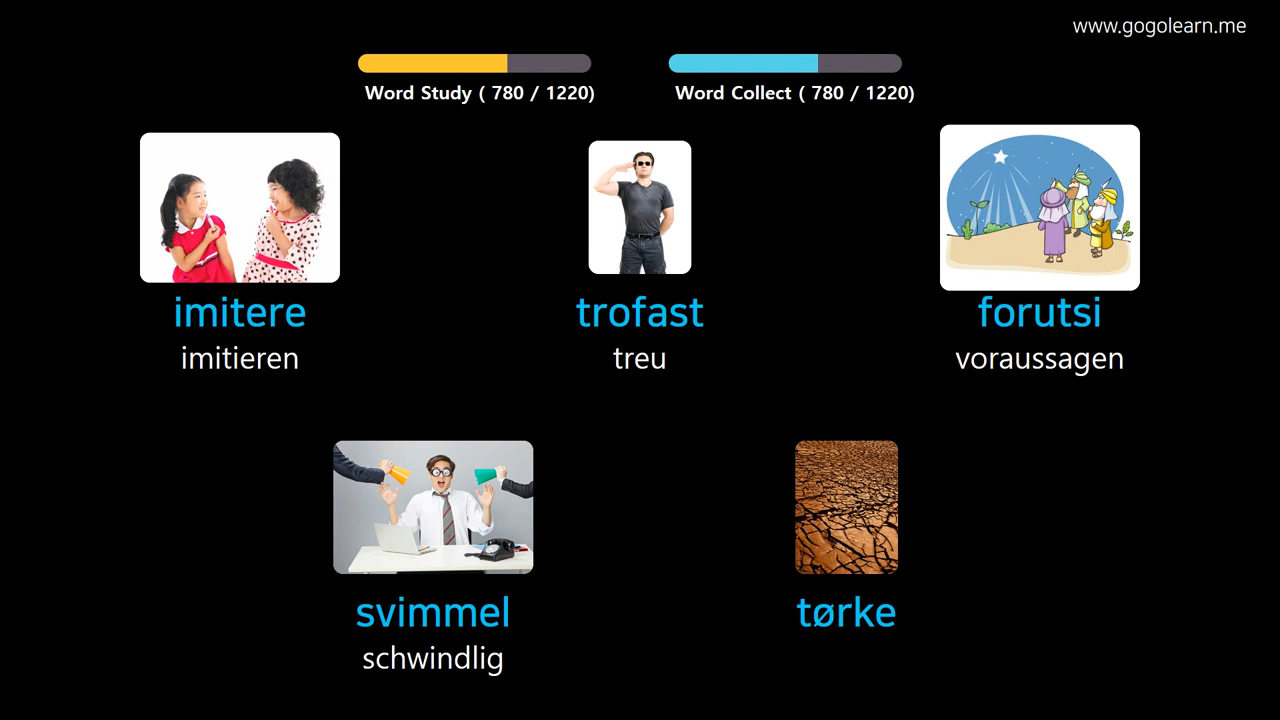 www.gogolearn.me
Word Study ( 780 / 1220)
Word Collect ( 780 / 1220)
imitere
imitieren
trofast
treu
forutsi
voraussagen
svimmel
schwindlig
tørke